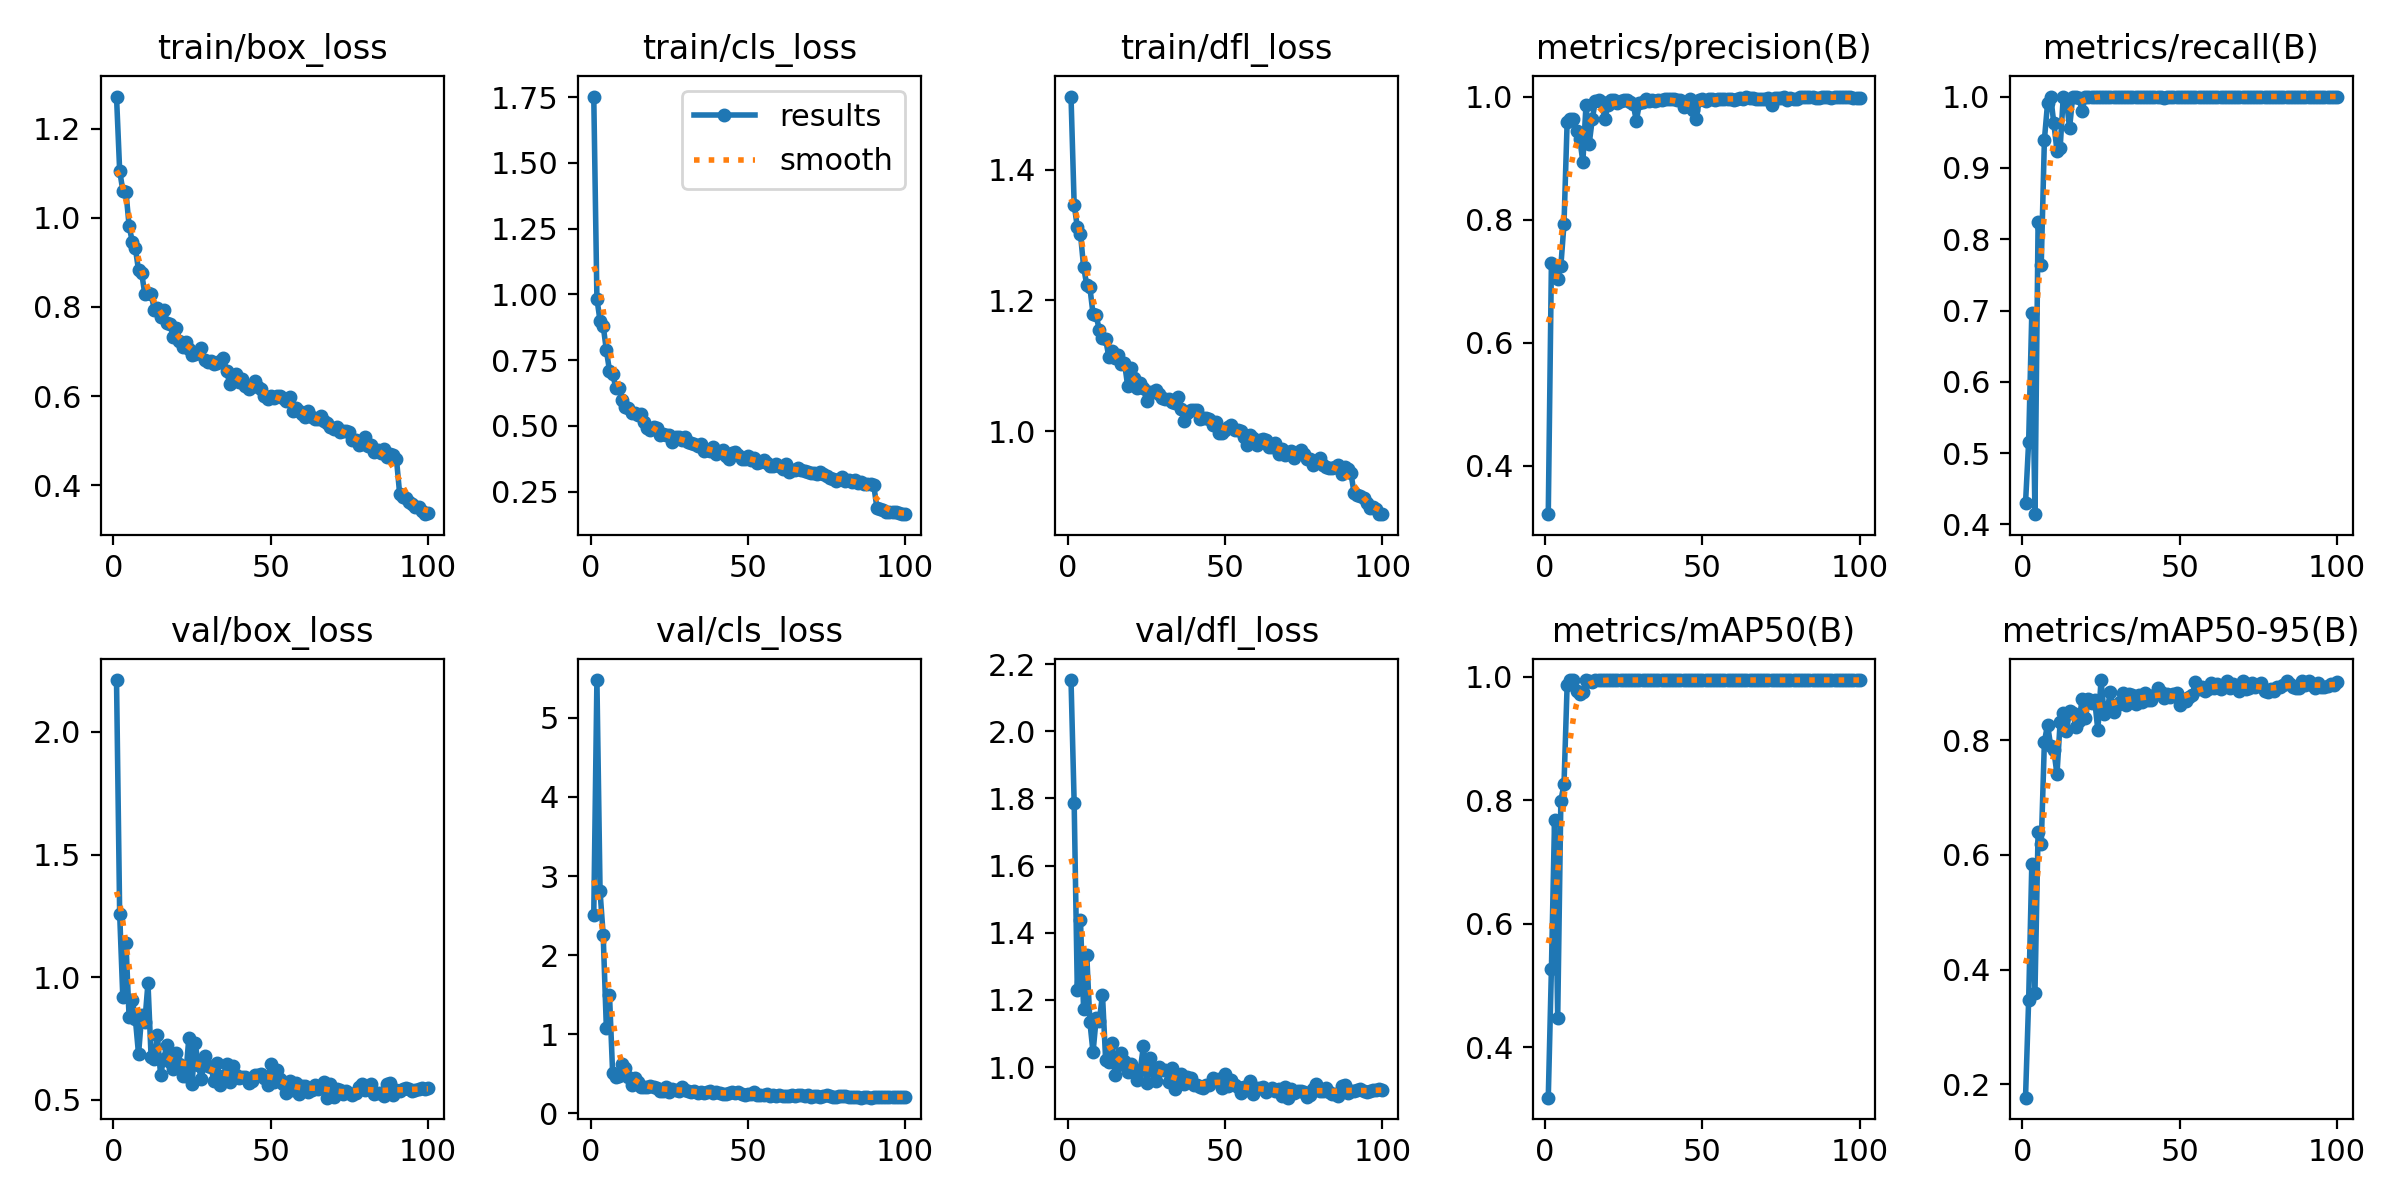 train/box_loss
1.2
1.0
0.8
0.6
0.4
0 50 100
train/cls_loss
1.75
1.50
1.25
1.00
0.75
0.50
0.25
results
smooth
0 50 100
train/dfl_loss
1.4
1.2
1.0
0 50 100
metrics/precision(B)
1.0
0.8
0.6
0.4
0 50 100
metrics/recall(B)
1.0
0.9
0.8
0.7
0.6
0.5
0.4
0 50 100
val/box_loss
2.0
1.5
1.0
0.5
0 50 100
val/cls_loss
5
4
3
2
1
0
0 50 100
val/dfl_loss
2.2
2.0
1.8
1.6
1.4
1.2
1.0
0 50 100
metrics/mAP50(B)
1.0
0.8
0.6
0.4
0 50 100
metrics/mAP50-95(B)
0.8
0.6
0.4
0.2
0 50 100